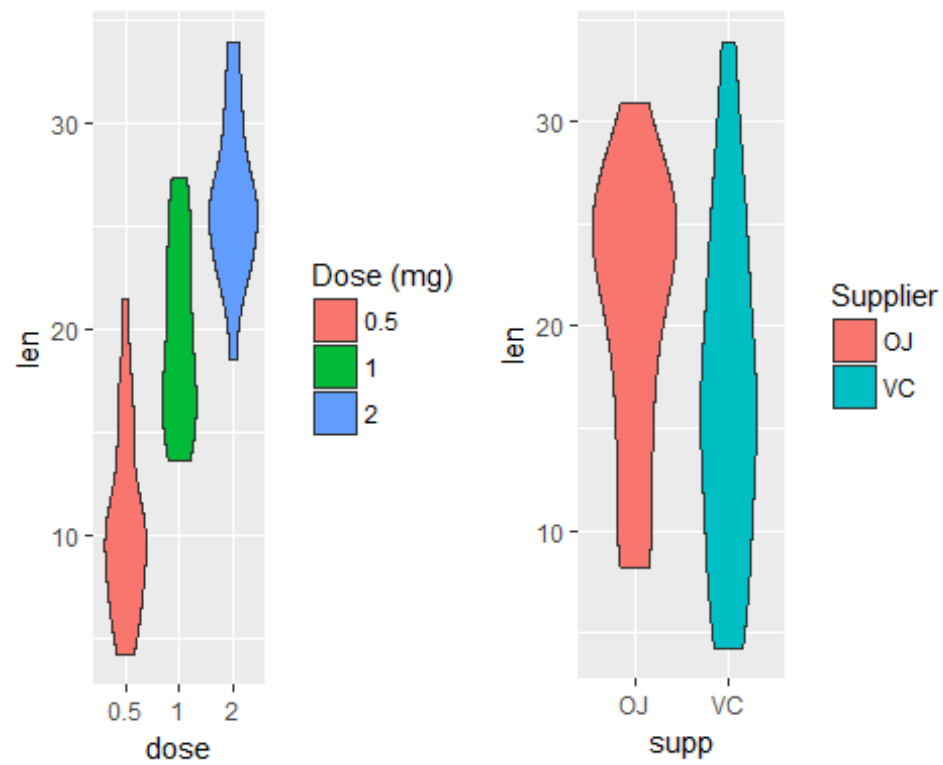 len
30
20
10
0.5 1 2
dose
Dose (mg)
0.5
1
2
len
30
20
10
OJ VC
supp
Supplier
OJ
VC